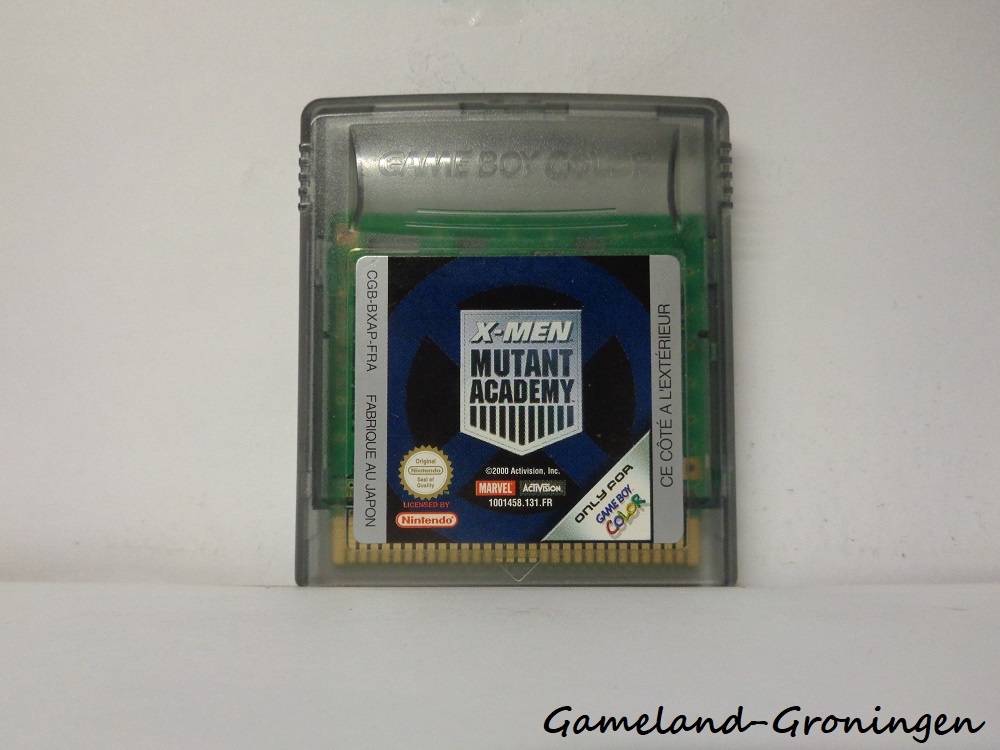 GAME BOY COLOR
CGB-BXAP-FRA FABRIQUE AU JAPON
X-MEN
MUTANT
ACADEMY
Original
Nintendo
Seal of
Quality
LICENSED BY
Nintendo
©2000 Activision, Inc.
MARVEL ACTIVISION
1001458.131.FR
ONLY FOR
GAME BOY
COLOR
CE CÔTÉ A L'EXTÉRIEUR
Gameland-Groningen